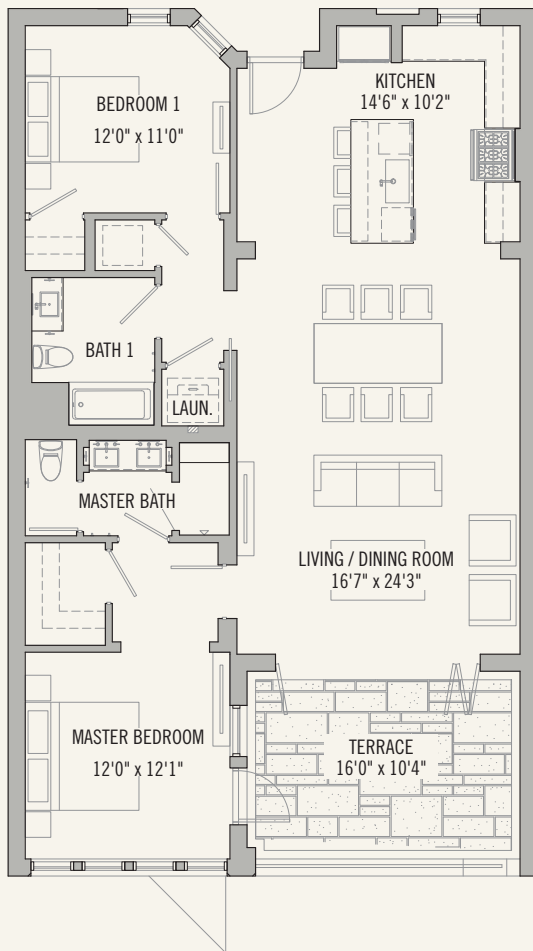 KITCHEN
14'6" x 10'2"
BEDROOM 1
12'0" x 11'0"
BATH 1
LAUN.
MASTER BATH
LIVING / DINING ROOM
16'7" x 24'3"
MASTER BEDROOM
12'0" x 12'1"
TERRACE
16'0" x 10'4"